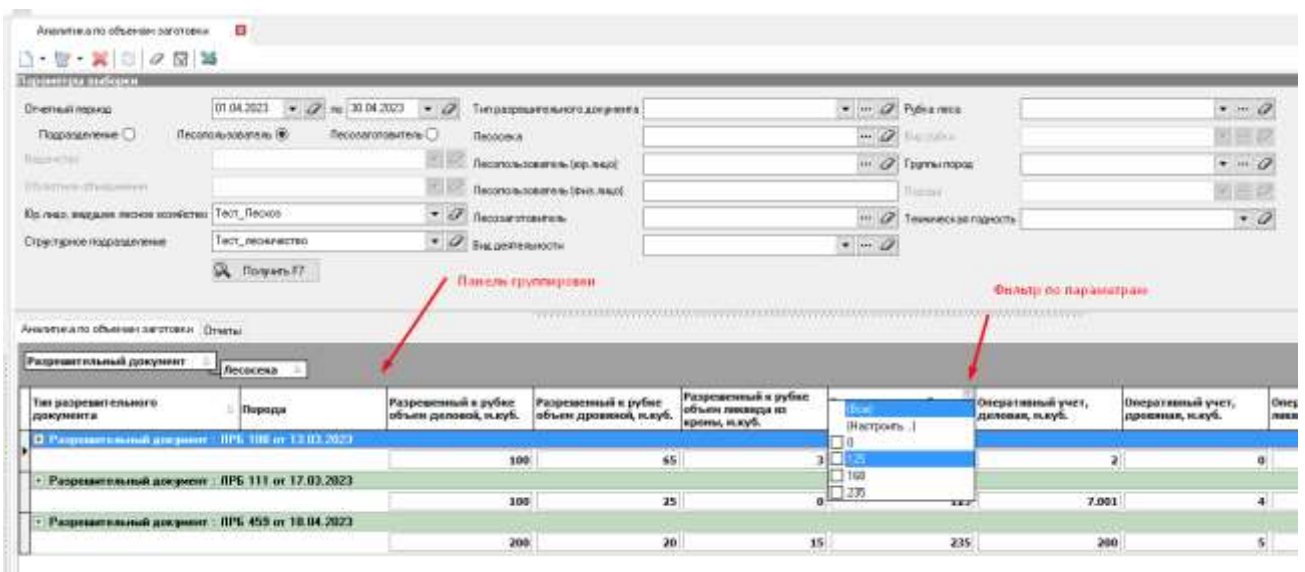 Аналитика по объемам заготовки
Параметры выборки
Отчетный период 01.04.2023 по 30.04.2023 Тип разрешительного документа Рубка леса
Подразделение Лесопользователь Лесозаготовитель Лесосека Вид рубки
Ведомство Лесопользователь (юр.лицо) Группы пород
Областное объединение Лесопользователь (физ.лицо) Порода
Юр. лицо, ведущее лесное хозяйство Тест_Лесхоз Лесозаготовитель Техническая годность
Структурное подразделение Тест_лесничество Вид деятельности
Получить F7
Панель группировки
Фильтр по параметрам
Аналитика по объемам заготовки Отчеты
Разрешительный документ
Лесосека
Тип разрешительного документа Порода Разрешенный к рубке объем деловой, м.куб. Разрешенный к рубке объем дровяной, м.куб. Разрешенный к рубке объем ликвида из кроны, м.куб. Оперативный учет, деловая, м.куб. Оперативный учет, дровяная, м.куб.
(Все)
(Настроить...)
0
125
160
235
Разрешительный документ : ЛРБ 108 от 13.03.2023
100 65 3 2 0
Разрешительный документ : ЛРБ 111 от 17.03.2023
100 25 0 125 7.001 4
Разрешительный документ : ЛРБ 459 от 18.04.2023
200 20 15 235 200 5